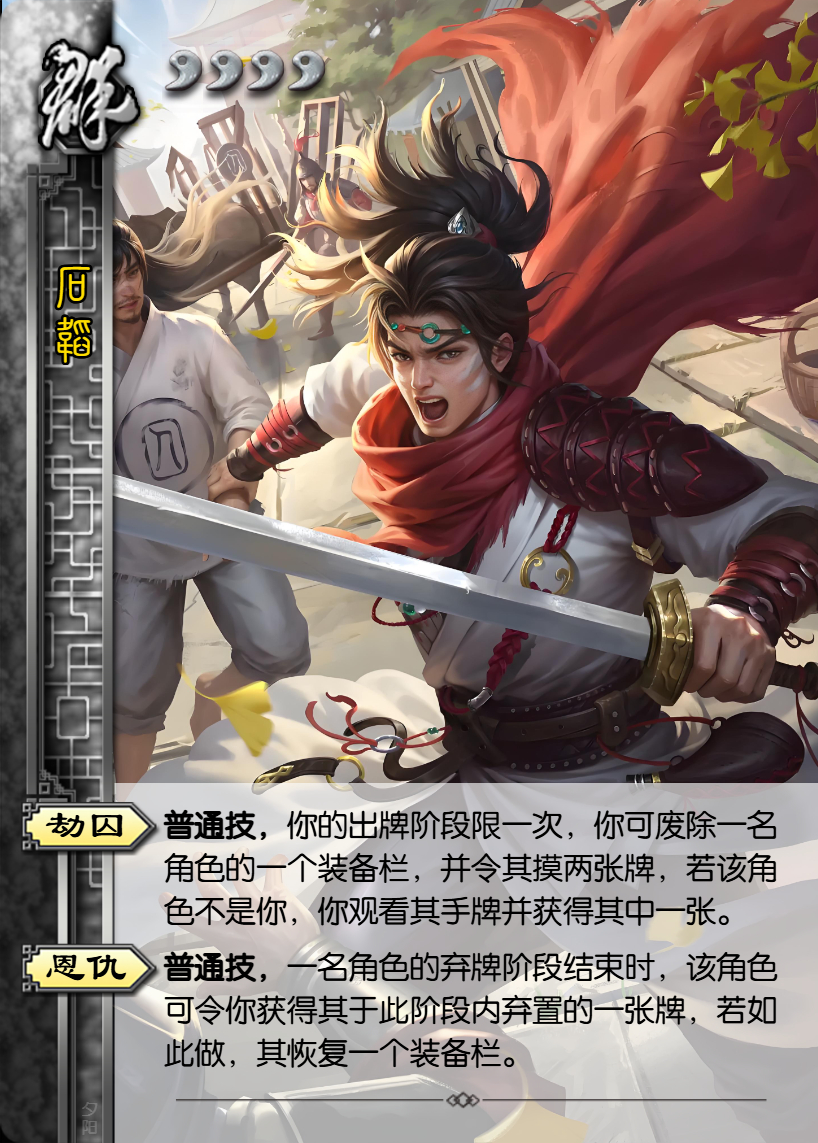 群
石韬
囚
劫囚
普通技，你的出牌阶段限一次，你可废除一名
角色的一个装备栏，并令其摸两张牌，若该角
色不是你，你观看其手牌并获得其中一张。
恩仇
普通技，一名角色的弃牌阶段结束时，该角色
可令你获得其于此阶段内弃置的一张牌，若如
此做，其恢复一个装备栏。
夕阳